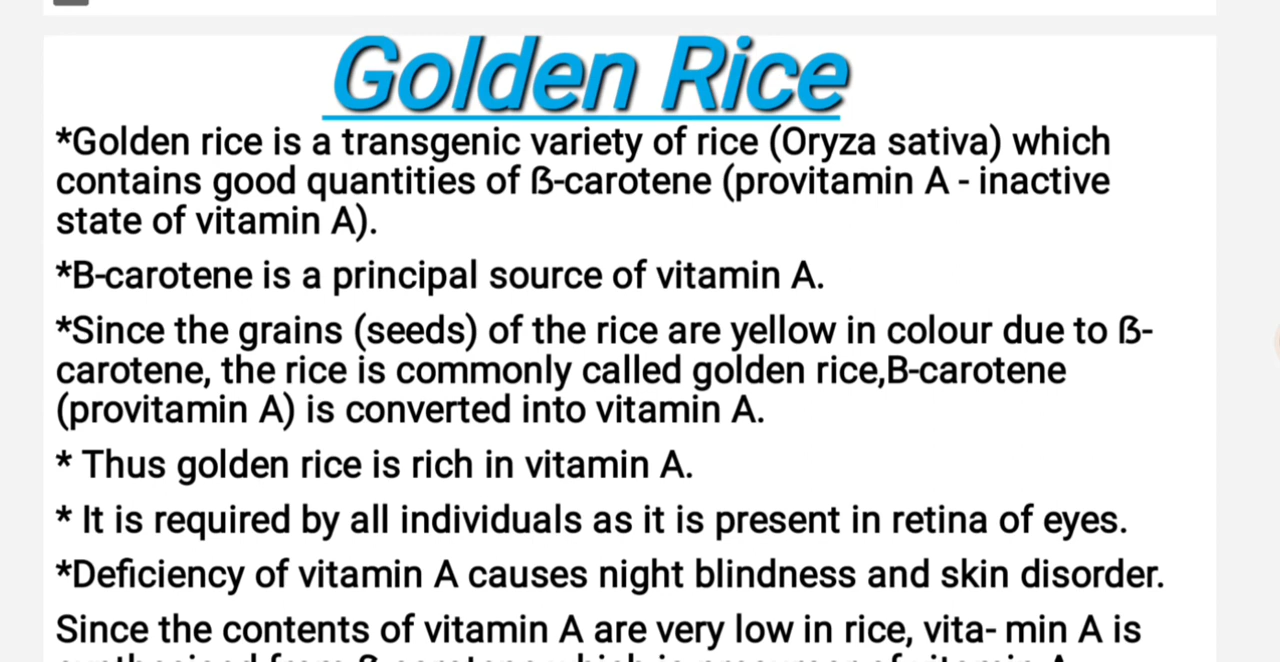 Golden Rice
*Golden rice is a transgenic variety of rice (Oryza sativa) which
contains good quantities of ß-carotene (provitamin A - inactive
state of vitamin A).
*B-carotene is a principal source of vitamin A.
*Since the grains (seeds) of the rice are yellow in colour due to ß-
carotene, the rice is commonly called golden rice,B-carotene
(provitamin A) is converted into vitamin A.
* Thus golden rice is rich in vitamin A.
* It is required by all individuals as it is present in retina of eyes.
*Deficiency of vitamin A causes night blindness and skin disorder.
Since the contents of vitamin A are very low in rice, vita- min A is